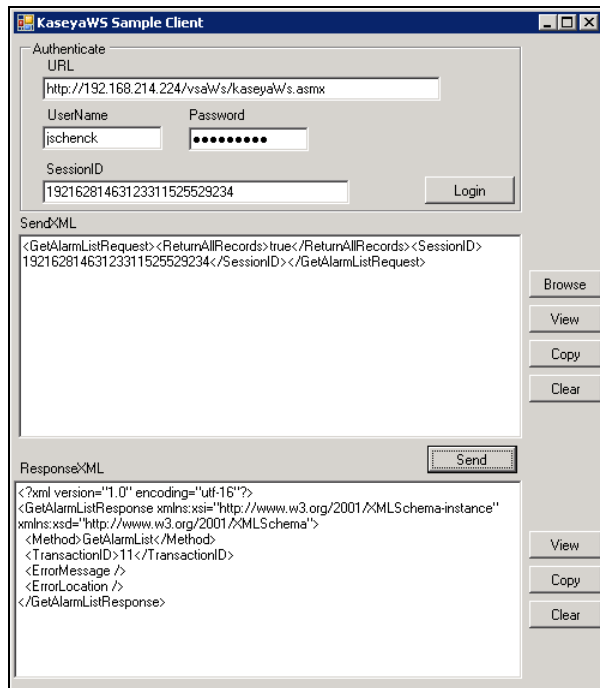 KaseyaWS Sample Client
Authenticate
URL
http://192.168.214.224/vsaWs/kaseyaWs.asmx
UserName
Password
jschenck
•••••••••
SessionID
19216281463123311525529234
Login
SendXML
<GetAlarmListRequest><ReturnAllRecords>true</ReturnAllRecords><SessionID>
19216281463123311525529234</SessionID></GetAlarmListRequest>
Browse
View
Copy
Clear
Send
ResponseXML
<?xml version="1.0" encoding="utf-16"?>
<GetAlarmListResponse xmlns:xsi="http://www.w3.org/2001/XMLSchema-instance"
xmlns:xsd="http://www.w3.org/2001/XMLSchema">
<Method>GetAlarmList</Method>
<TransactionID>11</TransactionID>
<ErrorMessage />
<ErrorLocation />
</GetAlarmListResponse>
View
Copy
Clear